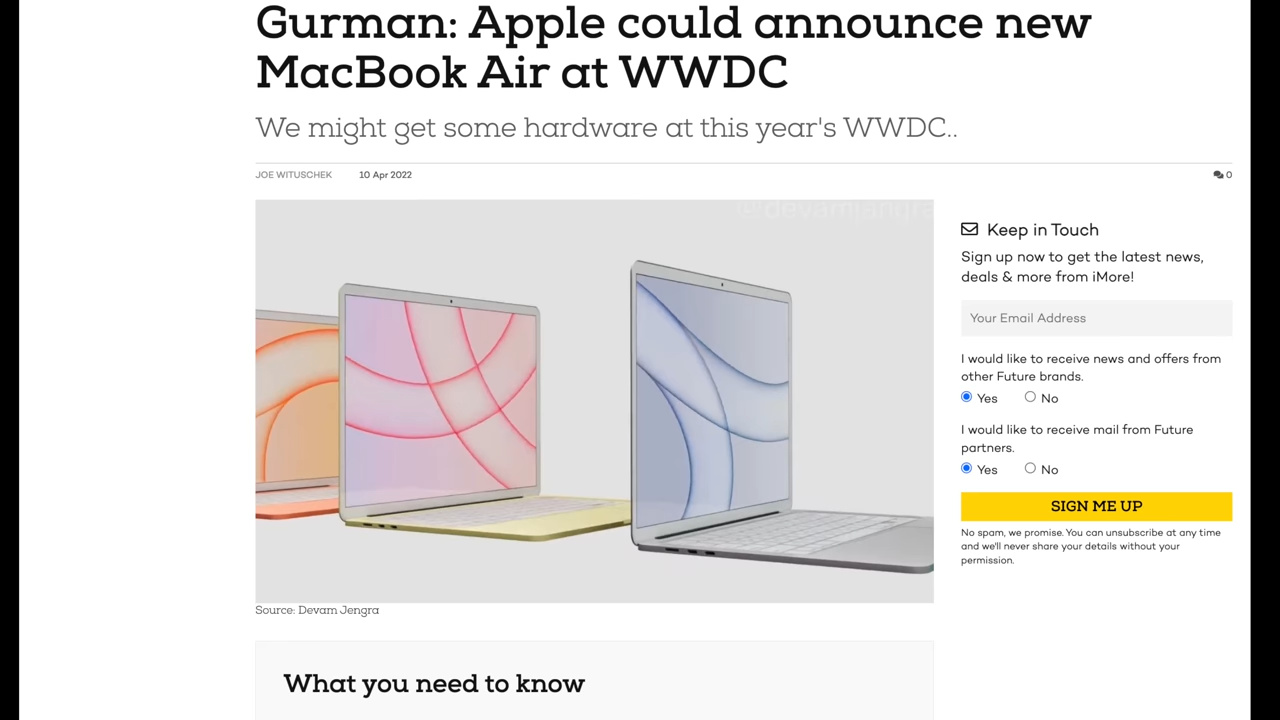 Gurman: Apple could announce new
MacBook Air at WWDC
We might get some hardware at this year's WWDC..
JOE WITUSCHEK 10 Apr 2022 0
@devamjangra
Source: Devam Jengra
What you need to know
Keep in Touch
Sign up now to get the latest news,
deals & more from iMore!
Your Email Address
I would like to receive news and offers from
other Future brands.
Yes No
I would like to receive mail from Future
partners.
Yes No
SIGN ME UP
No spam, we promise. You can unsubscribe at any time
and we'll never share your details without your
permission.